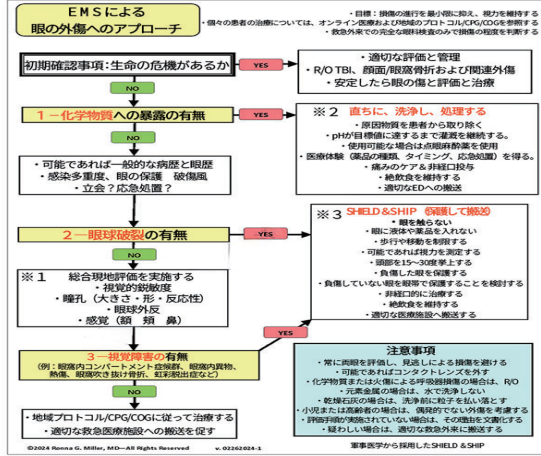 EMSによる
眼の外傷へのアプローチ
・目標：損傷の進行を最小限に抑え、視力を維持する
・個々の患者の治療については、オンライン医療および地域のプロトコル/CPG/COGを参照する
・救急外来での完全な眼科検査のみで損傷の程度を判断する
初期確認事項：生命の危機があるか
YES
・適切な評価と管理
・R/O TBI、顔面/眼窩骨折および関連外傷
・安定したら眼の傷と評価と治療
NO
1－化学物質への暴露の有無
YES
※2 直ちに、洗浄し、処理する
・原因物質を患者から取り除く
・pHが目標値に達するまで灌漑を継続する。
・使用可能な場合は点眼麻酔薬を使用
・医療体験（薬品の種類、タイミング、応急処置）を得る。
・痛みのケア&非経口投与
・絶飲食を維持する
・適切なEDへの搬送
NO
・可能であれば一般的な病歴と眼歴
・感染多重度、眼の保護 破傷風
・立会？応急処置？
2－眼球破裂の有無
YES
※3 SHIELD&SHIP（保護して搬送）
・眼を触らない
・眼に液体や薬品を入れない
・歩行や移動を制限する
・可能であれば視力を測定する
・頭部を15～30度挙上する
・負傷した眼を保護する
・負傷していない眼を眼帯で保護することを検討する
・非経口的に治療する
・絶飲食を維持する
・適切な医療施設へ搬送する
NO
※1 総合現地評価を実施する
・視覚的鋭敏度
・瞳孔（大きさ・形・反応性）
・眼球外反
・感覚（額 頬 鼻）
YES
3－視覚障害の有無
（例：眼窩内コンパートメント症候群、眼窩内異物、
熱傷、眼窩吹き抜け骨折、虹彩脱出症など）
NO
・地域プロトコル/CPG/COGに従って治療する
・適切な救急医療施設への搬送を促す
注意事項
・常に両眼を評価し、見逃しによる損傷を避ける
・可能であればコンタクトレンズを外す
・化学物質または火傷による呼吸器損傷の場合は、R/O
・元素金属の場合は、水で洗浄しない
・乾燥石灰の場合は、洗浄前に粒子を払い落とす
・小児または高齢者の場合は、偶発的でない外傷を考慮する
・評価手順が実施されていない場合は、その理由を文書化する
・疑わしい場合は、適切な救急外来に搬送する
©2024 Ronna G. Miller, MD—All Rights Reserved v. 02262024-1
軍事医学から採用したSHIELD &SHIP